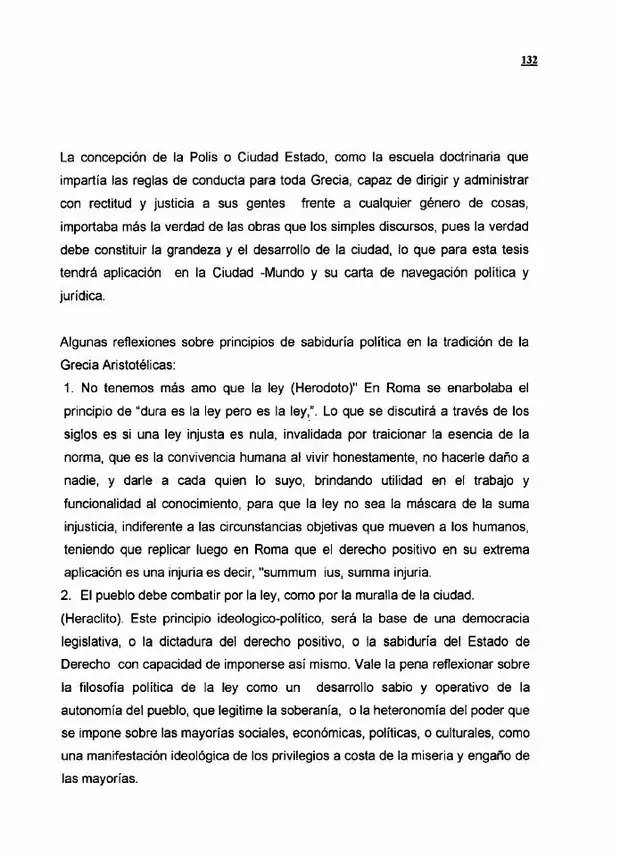 132
La concepción de la Polis o Ciudad Estado, como la escuela doctrinaria que
impartía las reglas de conducta para toda Grecia, capaz de dirigir y administrar
con rectitud y justicia a sus gentes frente a cualquier género de cosas,
importaba más la verdad de las obras que los simples discursos, pues la verdad
debe constituir la grandeza y el desarrollo de la ciudad, lo que para esta tesis
tendrá aplicación en la Ciudad -Mundo y su carta de navegación política y
jurídica.
Algunas reflexiones sobre principios de sabiduría política en la tradición de la
Grecia Aristotélicas:
1. No tenemos más amo que la ley (Herodoto)" En Roma se enarbolaba el
principio de "dura es la ley pero es la ley,". Lo que se discutirá a través de los
siglos es si una ley injusta es nula, invalidada por traicionar la esencia de la
norma, que es la convivencia humana al vivir honestamente, no hacerle daño a
nadie, y darle a cada quien lo suyo, brindando utilidad en el trabajo y
funcionalidad al conocimiento, para que la ley no sea la máscara de la suma
injusticia, indiferente a las circunstancias objetivas que mueven a los humanos,
teniendo que replicar luego en Roma que el derecho positivo en su extrema
aplicación es una injuria es decir, "summum ius, summa injuria.
2. El pueblo debe combatir por la ley, como por la muralla de la ciudad.
(Heraclito). Este principio ideologico-político, será la base de una democracia
legislativa, o la dictadura del derecho positivo, o la sabiduría del Estado de
Derecho con capacidad de imponerse así mismo. Vale la pena reflexionar sobre
la filosofía política de la ley como un desarrollo sabio y operativo de la
autonomía del pueblo, que legitime la soberanía, o la heteronomía del poder que
se impone sobre las mayorías sociales, económicas, políticas, o culturales, como
una manifestación ideológica de los privilegios a costa de la miseria y engaño de
las mayorías.